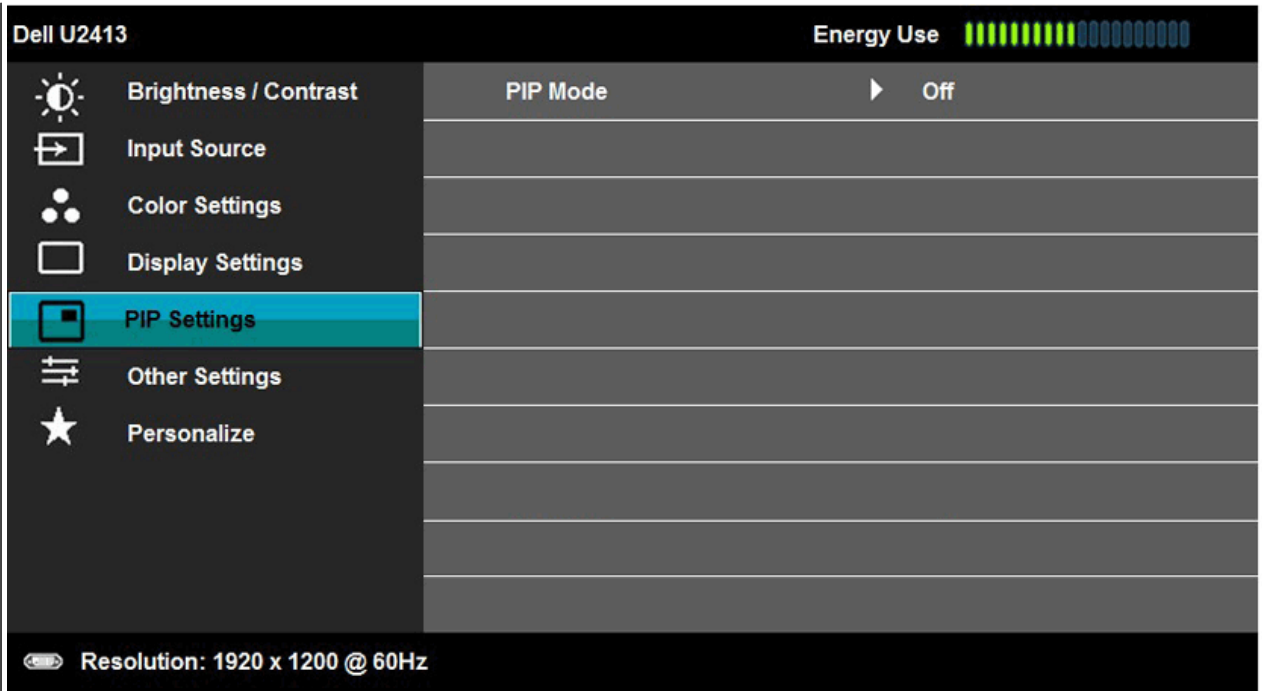 Dell U2413 Energy Use
Brightness / Contrast PIP Mode Off
Input Source
Color Settings
Display Settings
PIP Settings
Other Settings
Personalize
Resolution: 1920 x 1200 @ 60Hz